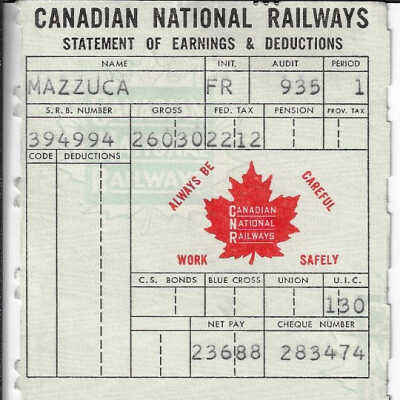 CANADIAN NATIONAL RAILWAYS
STATEMENT OF EARNINGS & DEDUCTIONS
NAME INIT. AUDIT PERIOD
MAZZUCA FR 935 1
S.R.B. NUMBER GROSS FED. TAX PENSION PROV. TAX
394994 26030 2212
CODE DEDUCTIONS
NATIONAL
RAILWAYS
ALWAYS BE CAREFUL
CANADIAN
NATIONAL
RAILWAYS
C N R
WORK SAFELY
C.S. BONDS BLUE CROSS UNION U.I.C.
130
NET PAY CHEQUE NUMBER
23688 283474